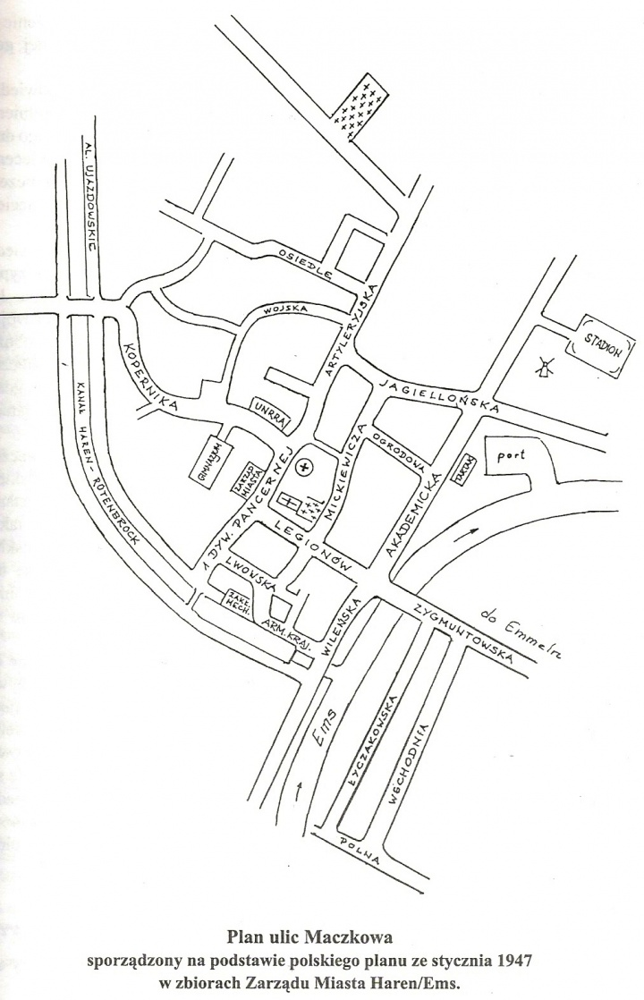 AL. UJAZDOWSKIE
OSIEDLE
WOJSKA
ARTYLERYJSKA
STADION
KOPERNIKA
JAGIELLOŃSKA
KANAŁ HAREN - RÖTENBROCK
UNRRA
MICKIEWICZA
OGRODOWA
GIMNAZJUM
ZARZĄD
MIASTA
1 DYW. PANCERNEJ
TARTAK
port
AKADEMICKA
LEGIONÓW
LWOWSKA
ZAKŁ.
MECH.
ARM. KRAJ.
WILEŃSKA
ZYGMUNTOWSKA
do Emmeln
Ems
ŁYCZAKOWSKA
WSCHODNIA
POLNA
Plan ulic Maczkowa
sporządzony na podstawie polskiego planu ze stycznia 1947
w zbiorach Zarządu Miasta Haren/Ems.